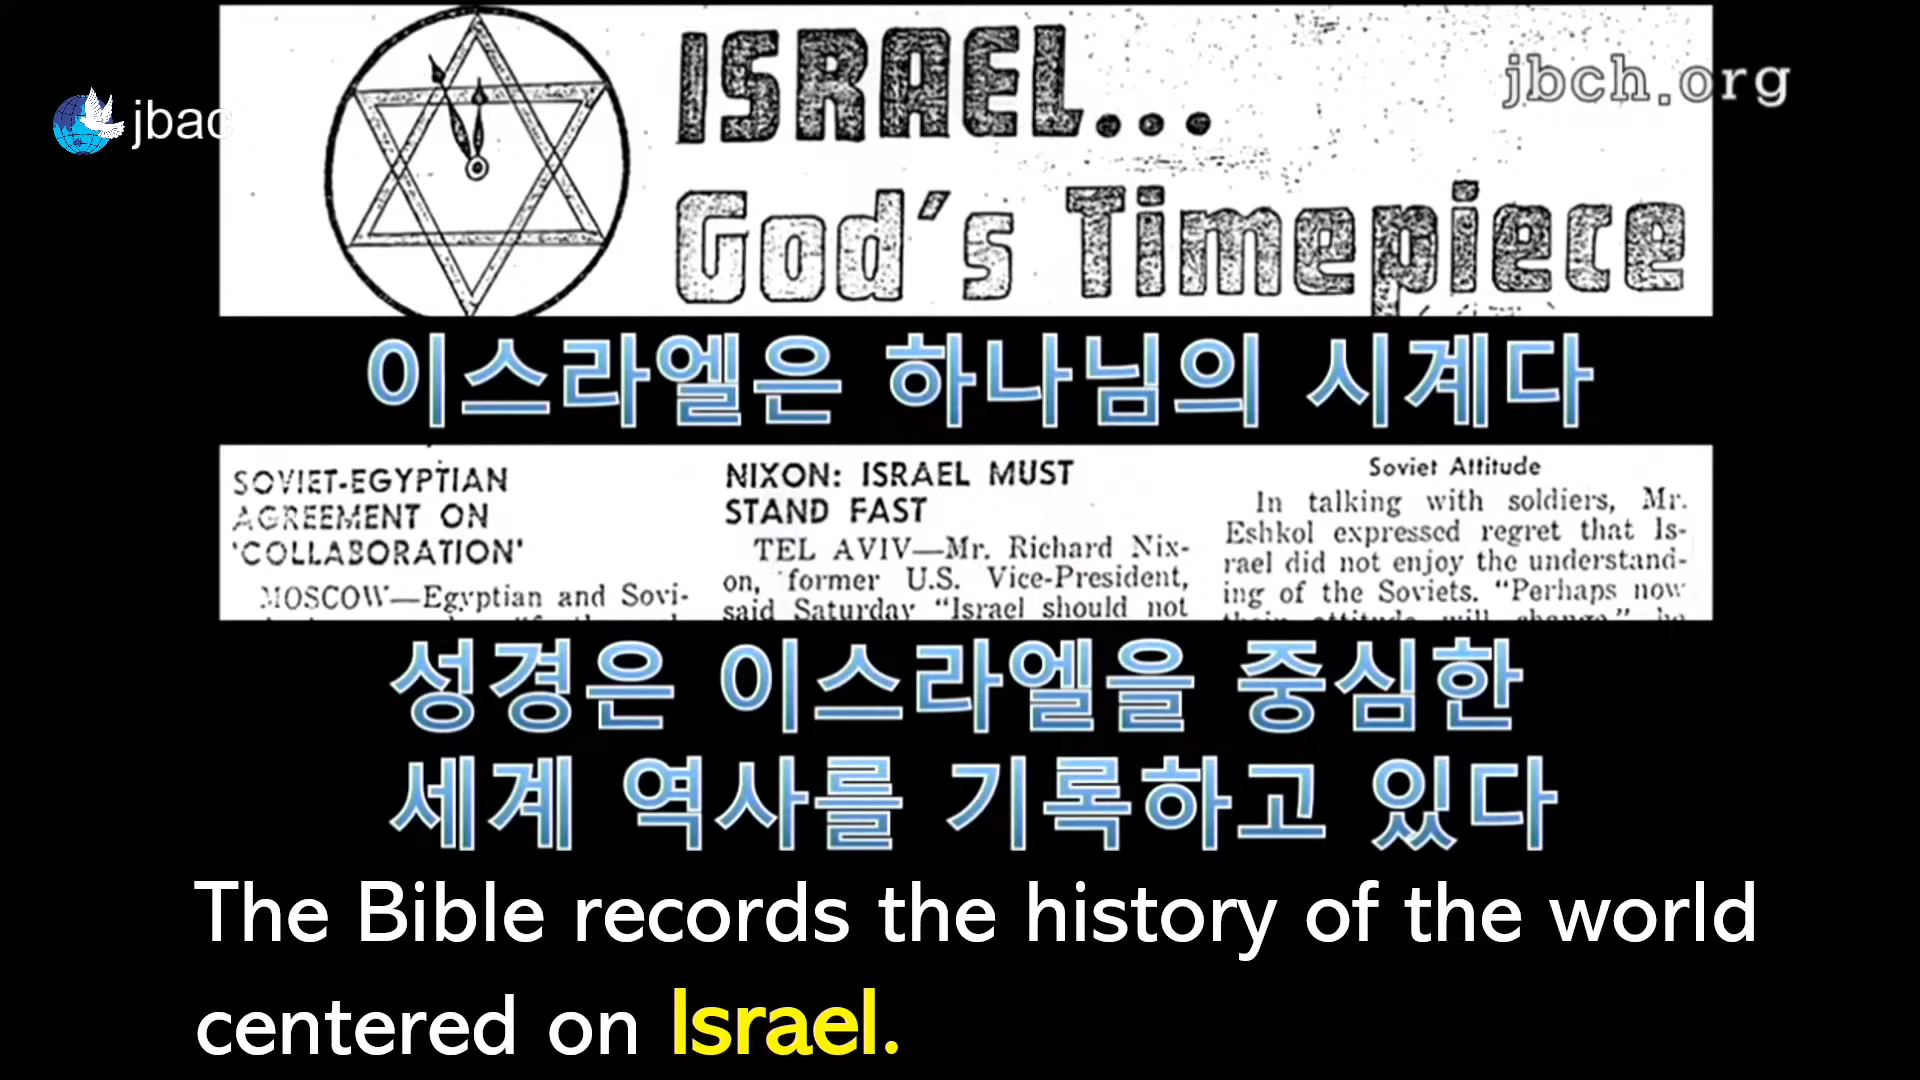 ISRAEL...
jbch.org
jbac
God's Timepiece
이스라엘은 하나님의 시계다
SOVIET-EGYPTIAN
AGREEMENT ON
'COLLABORATION'
MOSCOW—Egyptian and Sovi-
NIXON: ISRAEL MUST
STAND FAST
TEL AVIV—Mr. Richard Nix-
on, former U.S. Vice-President,
said Saturday "Israel should not
Soviet Attitude
In talking with soldiers, Mr.
Eshkol expressed regret that Is-
rael did not enjoy the understand-
ing of the Soviets. "Perhaps now
their attitude will change," he
성경은 이스라엘을 중심한
세계 역사를 기록하고 있다
The Bible records the history of the world
centered on Israel.